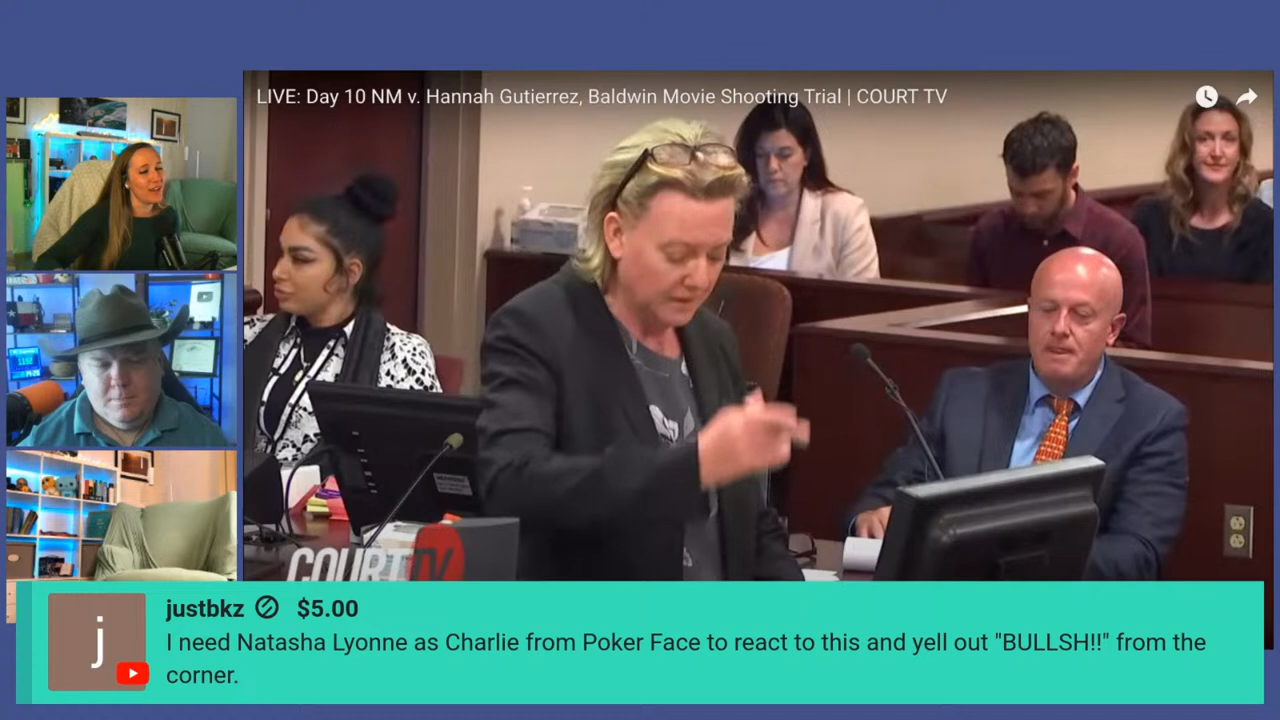 LIVE: Day 10 NM v. Hannah Gutierrez, Baldwin Movie Shooting Trial | COURT TV
COURT TV
j
justbkz $5.00
I need Natasha Lyonne as Charlie from Poker Face to react to this and yell out "BULLSH!!" from the
corner.